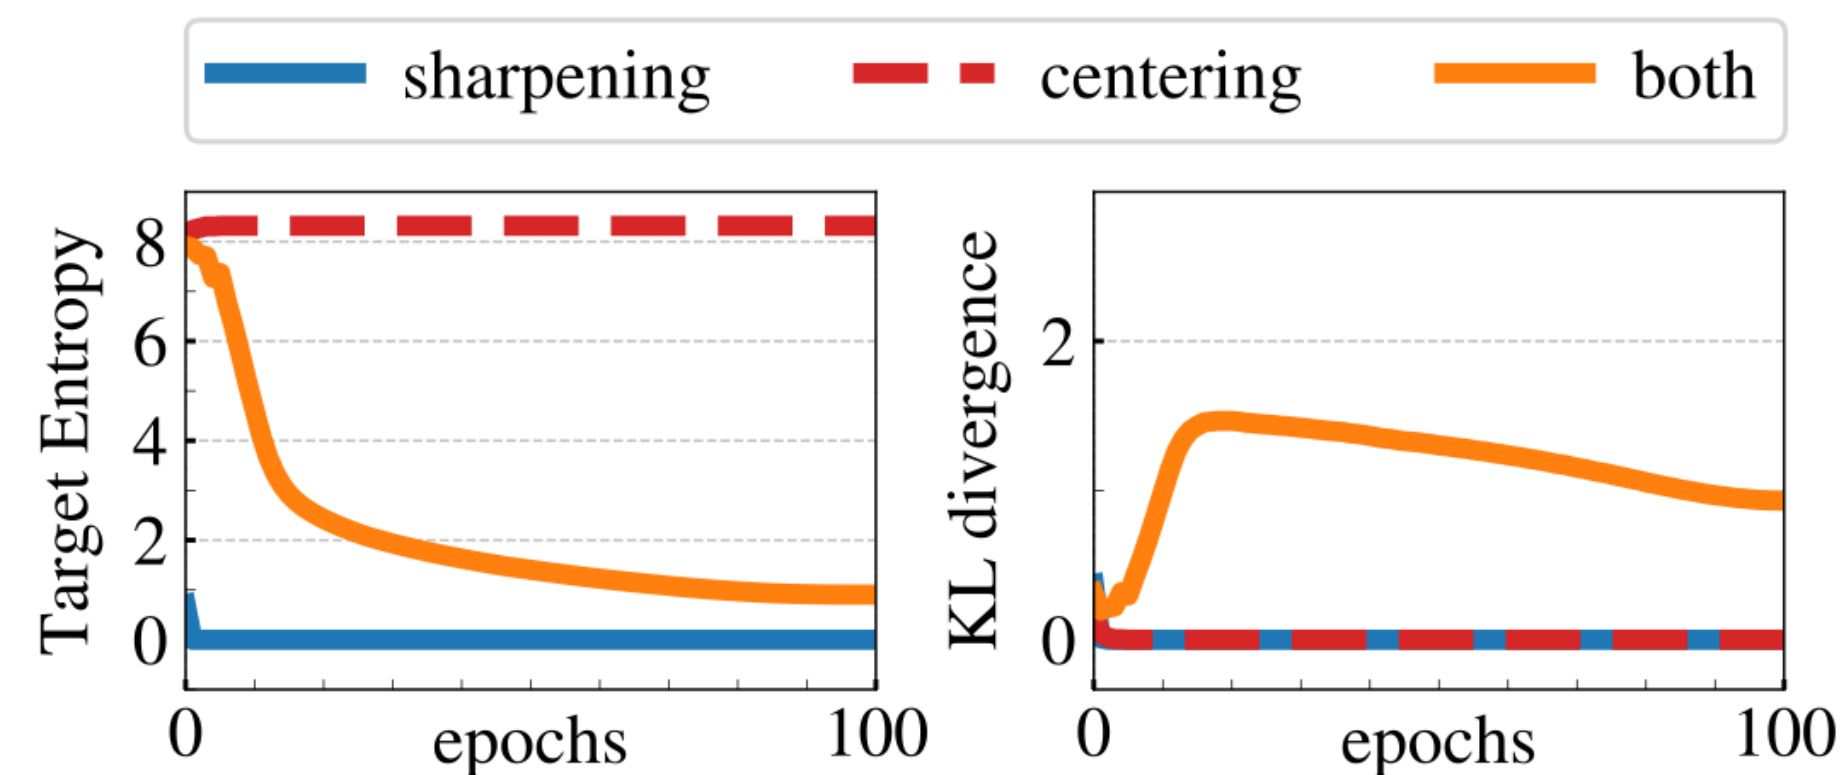 sharpening centering both
Target Entropy
8
6
4
2
0
0 epochs 100
KL divergence
2
0
0 epochs 100